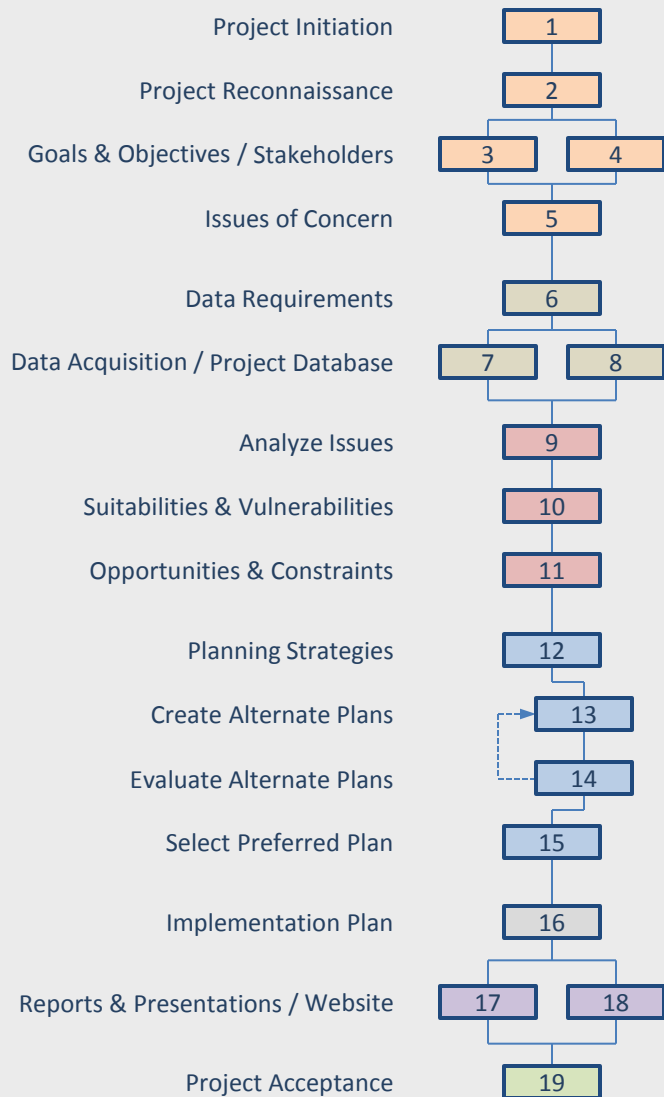 Project Initiation 1
Project Reconnaissance 2
Goals & Objectives / Stakeholders 3 4
Issues of Concern 5
Data Requirements 6
Data Acquisition / Project Database 7 8
Analyze Issues 9
Suitabilities & Vulnerabilities 10
Opportunities & Constraints 11
Planning Strategies 12
Create Alternate Plans 13
Evaluate Alternate Plans 14
Select Preferred Plan 15
Implementation Plan 16
Reports & Presentations / Website 17 18
Project Acceptance 19